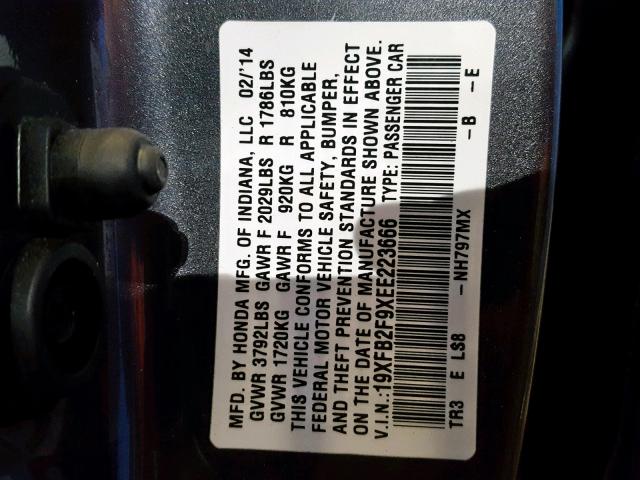 MFD. BY HONDA MFG. OF INDIANA, LLC 02/'14
GVWR 3792LBS GAWR F 2029LBS R 1786LBS
GVWR 1720KG GAWR F 920KG R 810KG
THIS VEHICLE CONFORMS TO ALL APPLICABLE
FEDERAL MOTOR VEHICLE SAFETY, BUMPER,
AND THEFT PREVENTION STANDARDS IN EFFECT
ON THE DATE OF MANUFACTURE SHOWN ABOVE.
V.I.N.:19XFB2F9XEE223666 TYPE: PASSENGER CAR
-B -E
TR3 E LS8 -NH797MX